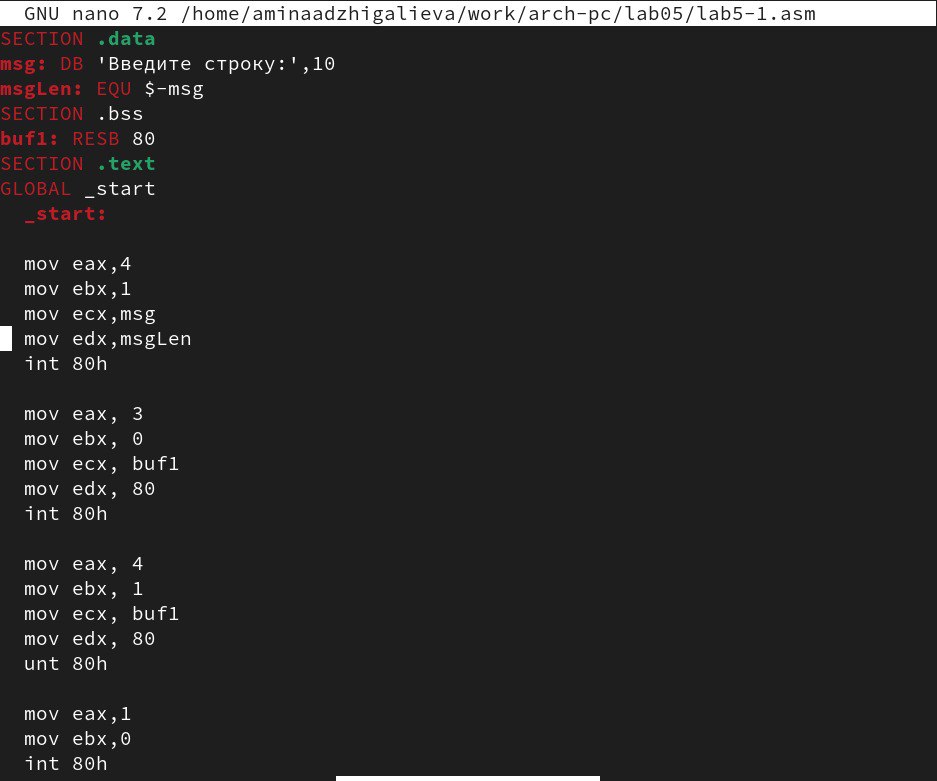 GNU nano 7.2 /home/aminaadzhigalieva/work/arch-pc/lab05/lab5-1.asm
SECTION .data
msg: DB 'Введите строку:',10
msgLen: EQU $-msg
SECTION .bss
buf1: RESB 80
SECTION .text
GLOBAL _start
_start:
mov eax,4
mov ebx,1
mov ecx,msg
mov edx,msgLen
int 80h
mov eax, 3
mov ebx, 0
mov ecx, buf1
mov edx, 80
int 80h
mov eax, 4
mov ebx, 1
mov ecx, buf1
mov edx, 80
unt 80h
mov eax,1
mov ebx,0
int 80h